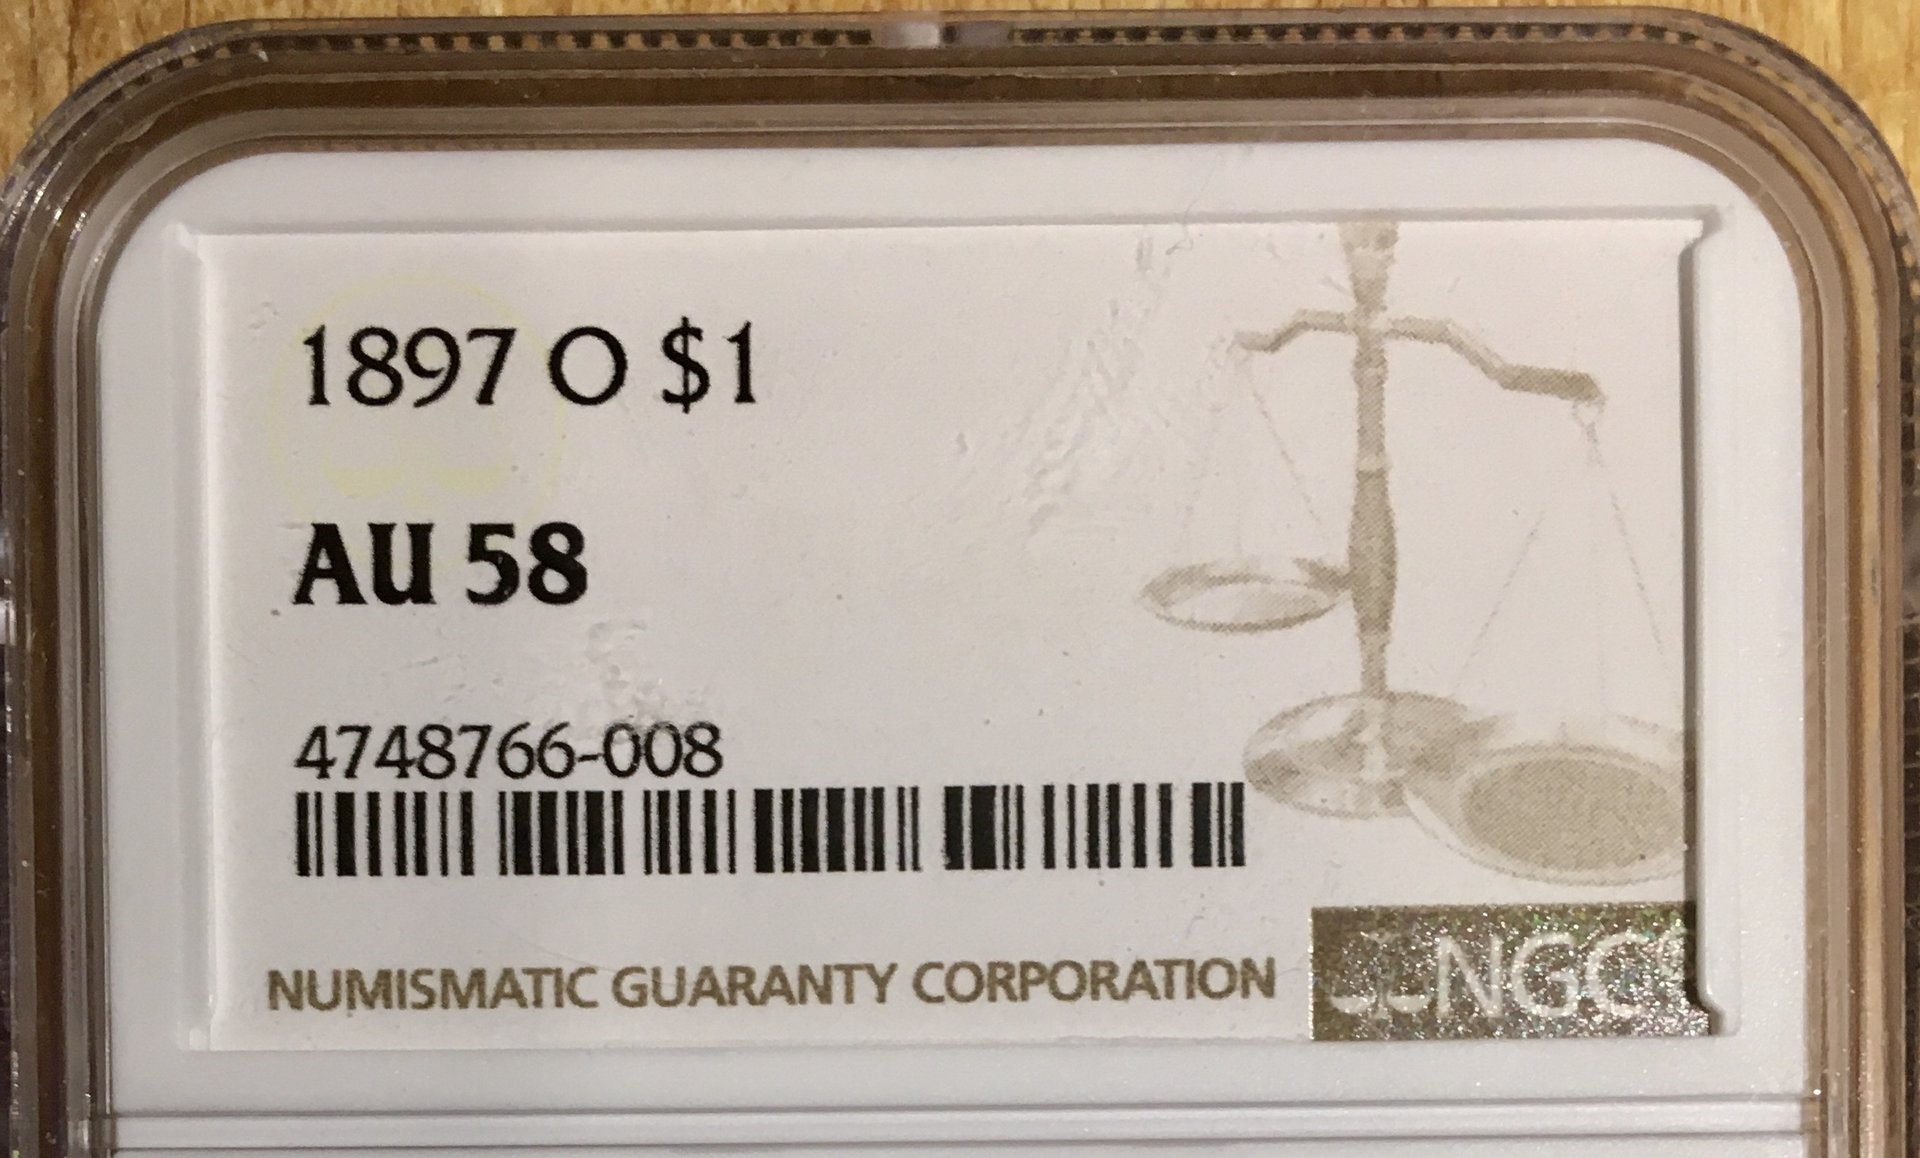 1897 O $1
AU 58
4748766-008
NUMISMATIC GUARANTY CORPORATION
NGC